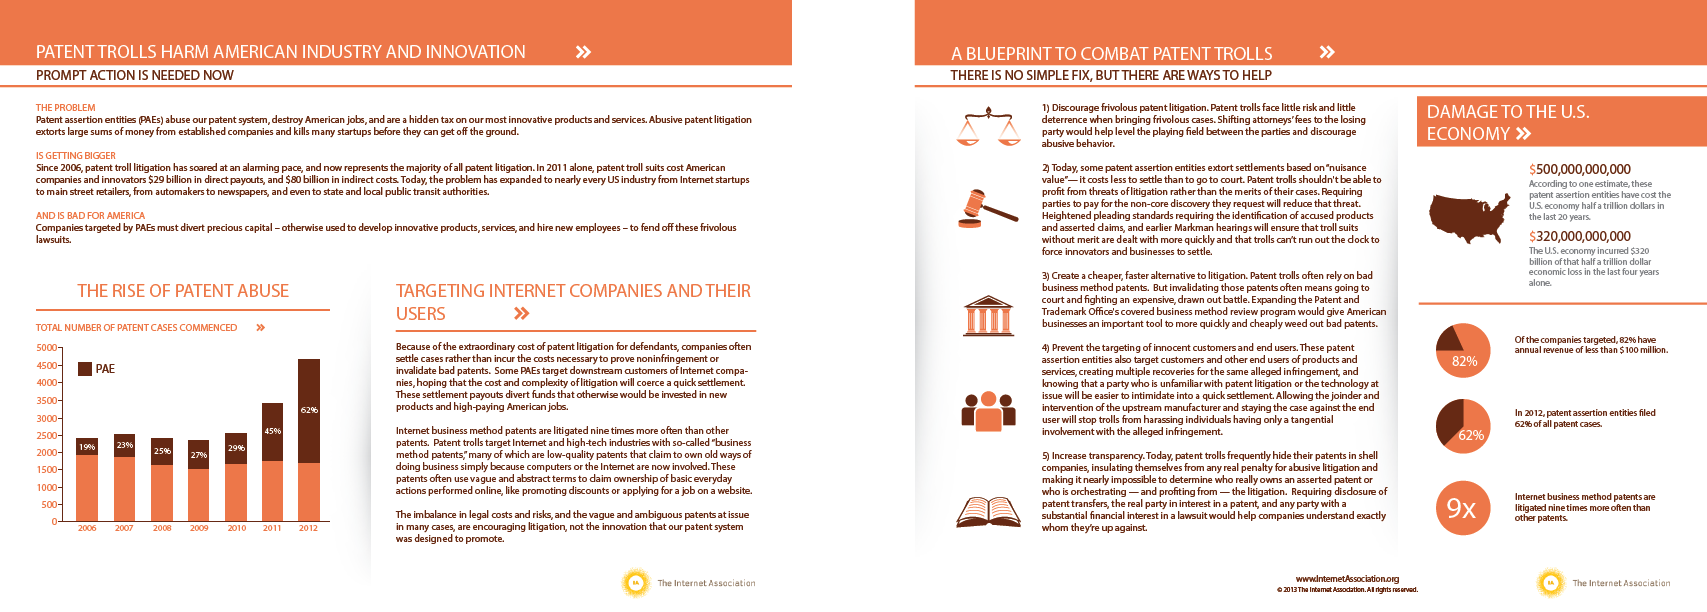 PATENT TROLLS HARM AMERICAN INDUSTRY AND INNOVATION »
PROMPT ACTION IS NEEDED NOW
THE PROBLEM
Patent assertion entities (PAEs) abuse our patent system, destroy American jobs, and are a hidden tax on our most innovative products and services. Abusive patent litigation
extorts large sums of money from established companies and kills many startups before they can get off the ground.
IS GETTING BIGGER
Since 2006, patent troll litigation has soared at an alarming pace, and now represents the majority of all patent litigation. In 2011 alone, patent troll suits cost American
companies and innovators $29 billion in direct payouts, and $80 billion in indirect costs. Today, the problem has expanded to nearly every US industry from Internet startups
to main street retailers, from automakers to newspapers, and even to state and local public transit authorities.
AND IS BAD FOR AMERICA
Companies targeted by PAEs must divert precious capital – otherwise used to develop innovative products, services, and hire new employees – to fend off these frivolous
lawsuits.
THE RISE OF PATENT ABUSE
TOTAL NUMBER OF PATENT CASES COMMENCED »
5000
4500
4000
3500
3000
2500
2000
1500
1000
500
0
PAE
19%
23%
25%
27%
29%
45%
62%
2006 2007 2008 2009 2010 2011 2012
TARGETING INTERNET COMPANIES AND THEIR
USERS »
Because of the extraordinary cost of patent litigation for defendants, companies often
settle cases rather than incur the costs necessary to prove noninfringement or
invalidate bad patents. Some PAEs target downstream customers of Internet compa-
nies, hoping that the cost and complexity of litigation will coerce a quick settlement.
These settlement payouts divert funds that otherwise would be invested in new
products and high-paying American jobs.
Internet business method patents are litigated nine times more often than other
patents. Patent trolls target Internet and high-tech industries with so-called “business
method patents,” many of which are low-quality patents that claim to own old ways of
doing business simply because computers or the Internet are now involved. These
patents often use vague and abstract terms to claim ownership of basic everyday
actions performed online, like promoting discounts or applying for a job on a website.
The imbalance in legal costs and risks, and the vague and ambiguous patents at issue
in many cases, are encouraging litigation, not the innovation that our patent system
was designed to promote.
IA
The Internet Association
A BLUEPRINT TO COMBAT PATENT TROLLS »
THERE IS NO SIMPLE FIX, BUT THERE ARE WAYS TO HELP
1) Discourage frivolous patent litigation. Patent trolls face little risk and little
deterrence when bringing frivolous cases. Shifting attorneys’ fees to the losing
party would help level the playing field between the parties and discourage
abusive behavior.
2) Today, some patent assertion entities extort settlements based on “nuisance
value”— it costs less to settle than to go to court. Patent trolls shouldn't be able to
profit from threats of litigation rather than the merits of their cases. Requiring
parties to pay for the non-core discovery they request will reduce that threat.
Heightened pleading standards requiring the identification of accused products
and asserted claims, and earlier Markman hearings will ensure that troll suits
without merit are dealt with more quickly and that trolls can’t run out the clock to
force innovators and businesses to settle.
3) Create a cheaper, faster alternative to litigation. Patent trolls often rely on bad
business method patents. But invalidating those patents often means going to
court and fighting an expensive, drawn out battle. Expanding the Patent and
Trademark Office's covered business method review program would give American
businesses an important tool to more quickly and cheaply weed out bad patents.
4) Prevent the targeting of innocent customers and end users. These patent
assertion entities also target customers and other end users of products and
services, creating multiple recoveries for the same alleged infringement, and
knowing that a party who is unfamiliar with patent litigation or the technology at
issue will be easier to intimidate into a quick settlement. Allowing the joinder and
intervention of the upstream manufacturer and staying the case against the end
user will stop trolls from harassing individuals having only a tangential
involvement with the alleged infringement.
5) Increase transparency. Today, patent trolls frequently hide their patents in shell
companies, insulating themselves from any real penalty for abusive litigation and
making it nearly impossible to determine who really owns an asserted patent or
who is orchestrating — and profiting from — the litigation. Requiring disclosure of
patent transfers, the real party in interest in a patent, and any party with a
substantial financial interest in a lawsuit would help companies understand exactly
whom they’re up against.
DAMAGE TO THE U.S.
ECONOMY »
$500,000,000,000
According to one estimate, these
patent assertion entities have cost the
U.S. economy half a trillion dollars in
the last 20 years.
$320,000,000,000
The U.S. economy incurred $320
billion of that half a trillion dollar
economic loss in the last four years
alone.
82%
Of the companies targeted, 82% have
annual revenue of less than $100 million.
62%
In 2012, patent assertion entities filed
62% of all patent cases.
9x
Internet business method patents are
litigated nine times more often than
other patents.
www.InternetAssociation.org
© 2013 The Internet Association. All rights reserved.
IA
The Internet Association